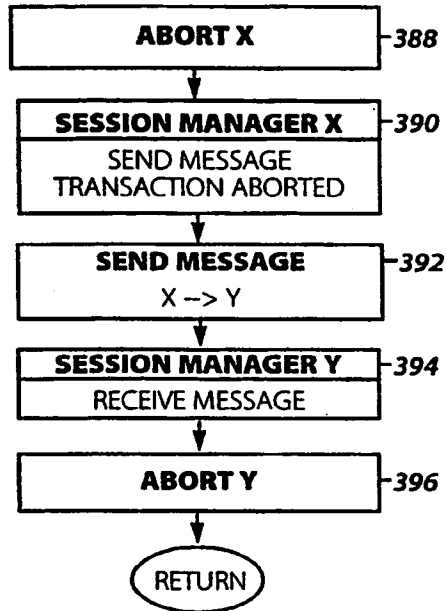 ABORT X
388
SESSION MANAGER X
390
SEND MESSAGE
TRANSACTION ABORTED
SEND MESSAGE
392
X --> Y
SESSION MANAGER Y
394
RECEIVE MESSAGE
ABORT Y
396
RETURN